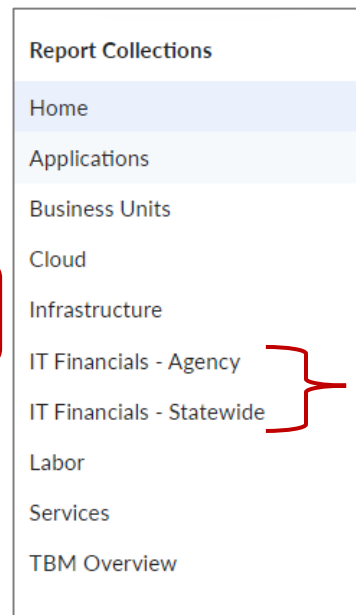 Report Collections
Home
Applications
Business Units
Cloud
Infrastructure
IT Financials - Agency
IT Financials - Statewide
Labor
Services
TBM Overview